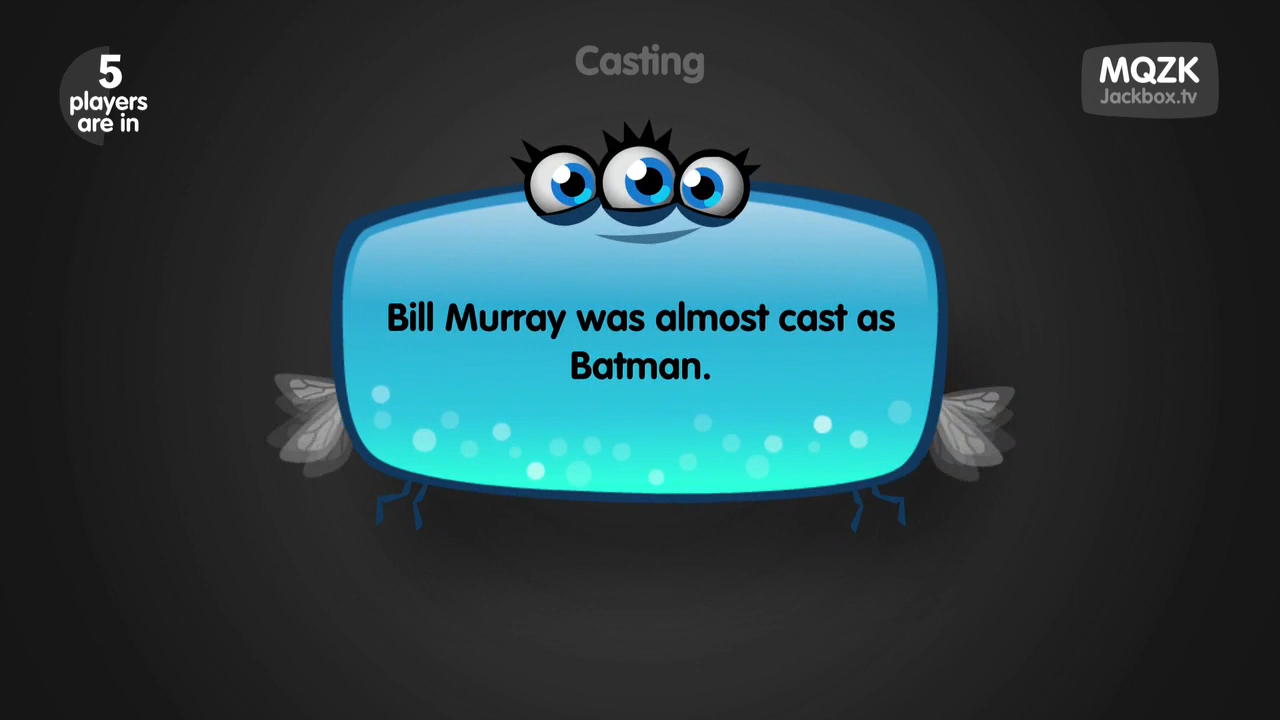 Casting
5
players
are in
MQZK
Jackbox.tv
Bill Murray was almost cast as
Batman.